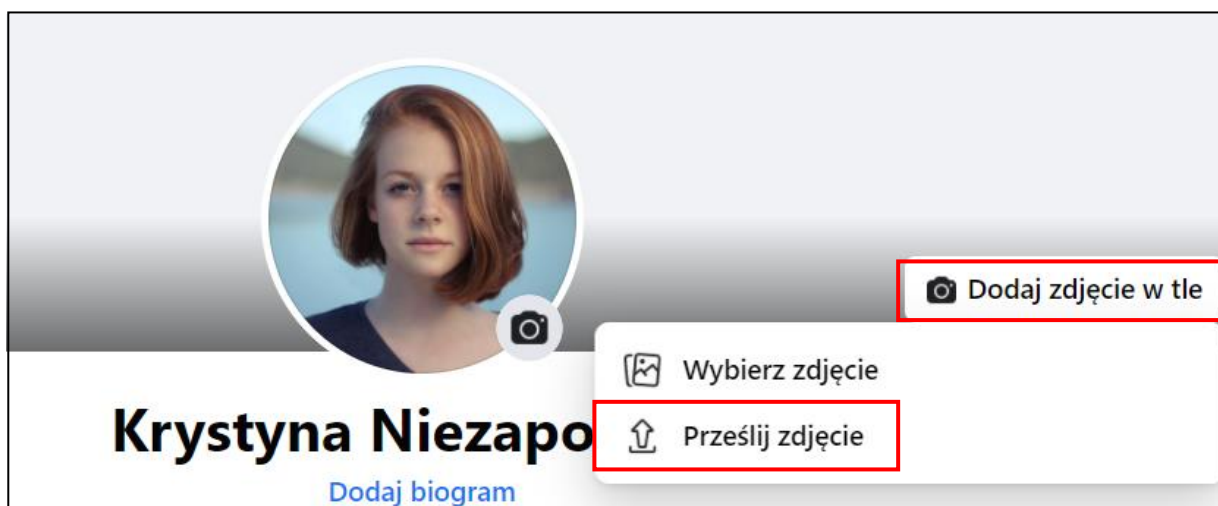 Dodaj zdjęcie w tle
Wybierz zdjęcie
Prześlij zdjęcie
Krystyna Niezapo
Dodaj biogram